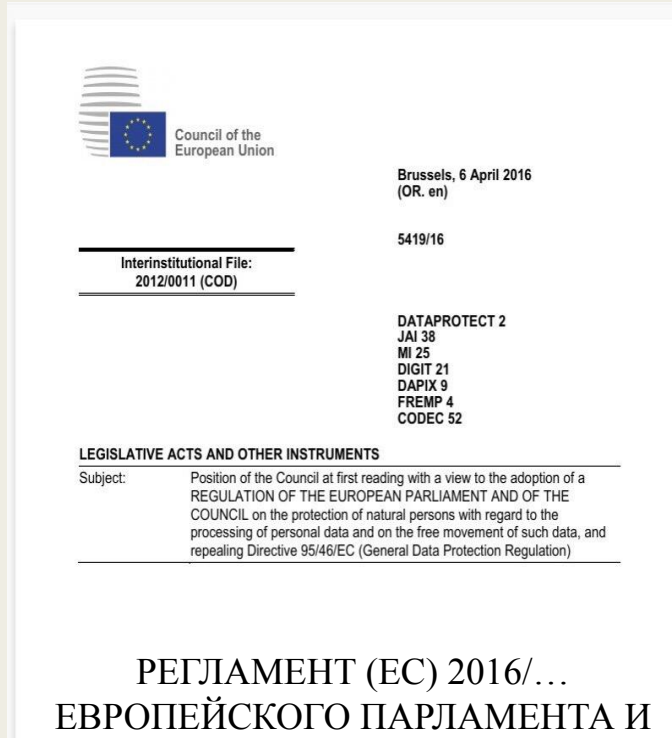 Council of the
European Union
Brussels, 6 April 2016
(OR. en)
5419/16
Interinstitutional File:
2012/0011 (COD)
DATAPROTECT 2
JAI 38
MI 25
DIGIT 21
DAPIX 9
FREMP 4
CODEC 52
LEGISLATIVE ACTS AND OTHER INSTRUMENTS
Subject: Position of the Council at first reading with a view to the adoption of a
REGULATION OF THE EUROPEAN PARLIAMENT AND OF THE
COUNCIL on the protection of natural persons with regard to the
processing of personal data and on the free movement of such data, and
repealing Directive 95/46/EC (General Data Protection Regulation)
РЕГЛАМЕНТ (ЕС) 2016/…
ЕВРОПЕЙСКОГО ПАРЛАМЕНТА И